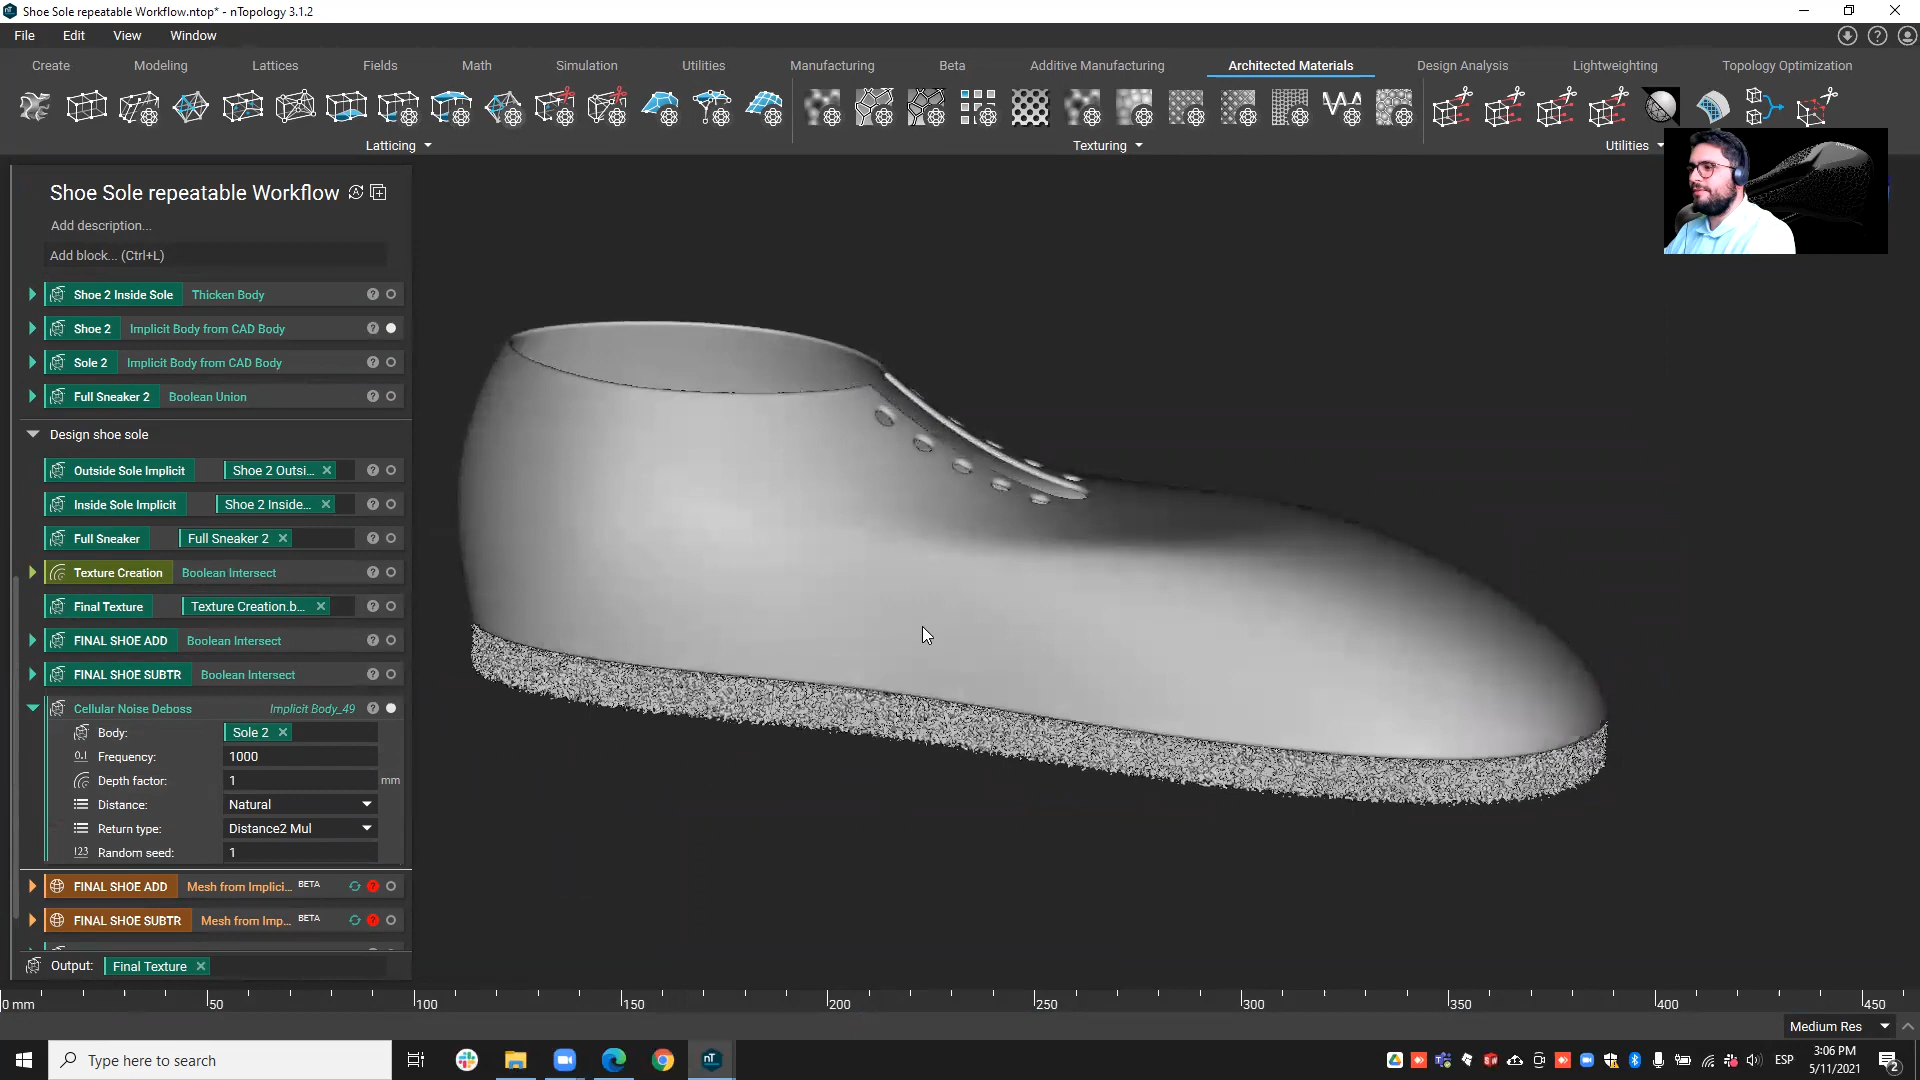 Shoe Sole repeatable Workflow.ntop* - nTopology 3.1.2
File Edit View Window
Create Modeling Lattices Fields Math Simulation Utilities Manufacturing Beta Additive Manufacturing Architected Materials Design Analysis Lightweighting Topology Optimization
Latticing Texturing Utilities
Shoe Sole repeatable Workflow
Add description...
Add block... (Ctrl+L)
Shoe 2 Inside Sole Thicken Body
Shoe 2 Implicit Body from CAD Body
Sole 2 Implicit Body from CAD Body
Full Sneaker 2 Boolean Union
Design shoe sole
Outside Sole Implicit Shoe 2 Outsi...
Inside Sole Implicit Shoe 2 Inside...
Full Sneaker Full Sneaker 2
Texture Creation Boolean Intersect
Final Texture Texture Creation.b...
FINAL SHOE ADD Boolean Intersect
FINAL SHOE SUBTR Boolean Intersect
Cellular Noise Deboss Implicit Body_49
Body: Sole 2
0.1 Frequency: 1000
Depth factor: 1 mm
Distance: Natural
Return type: Distance2 Mul
123 Random seed: 1
FINAL SHOE ADD Mesh from Implici... BETA
FINAL SHOE SUBTR Mesh from Imp... BETA
Output: Final Texture
0 mm 50 100 150 200 250 300 350 400 450
Medium Res
Type here to search
nT
ESP
3:06 PM
5/11/2021
2